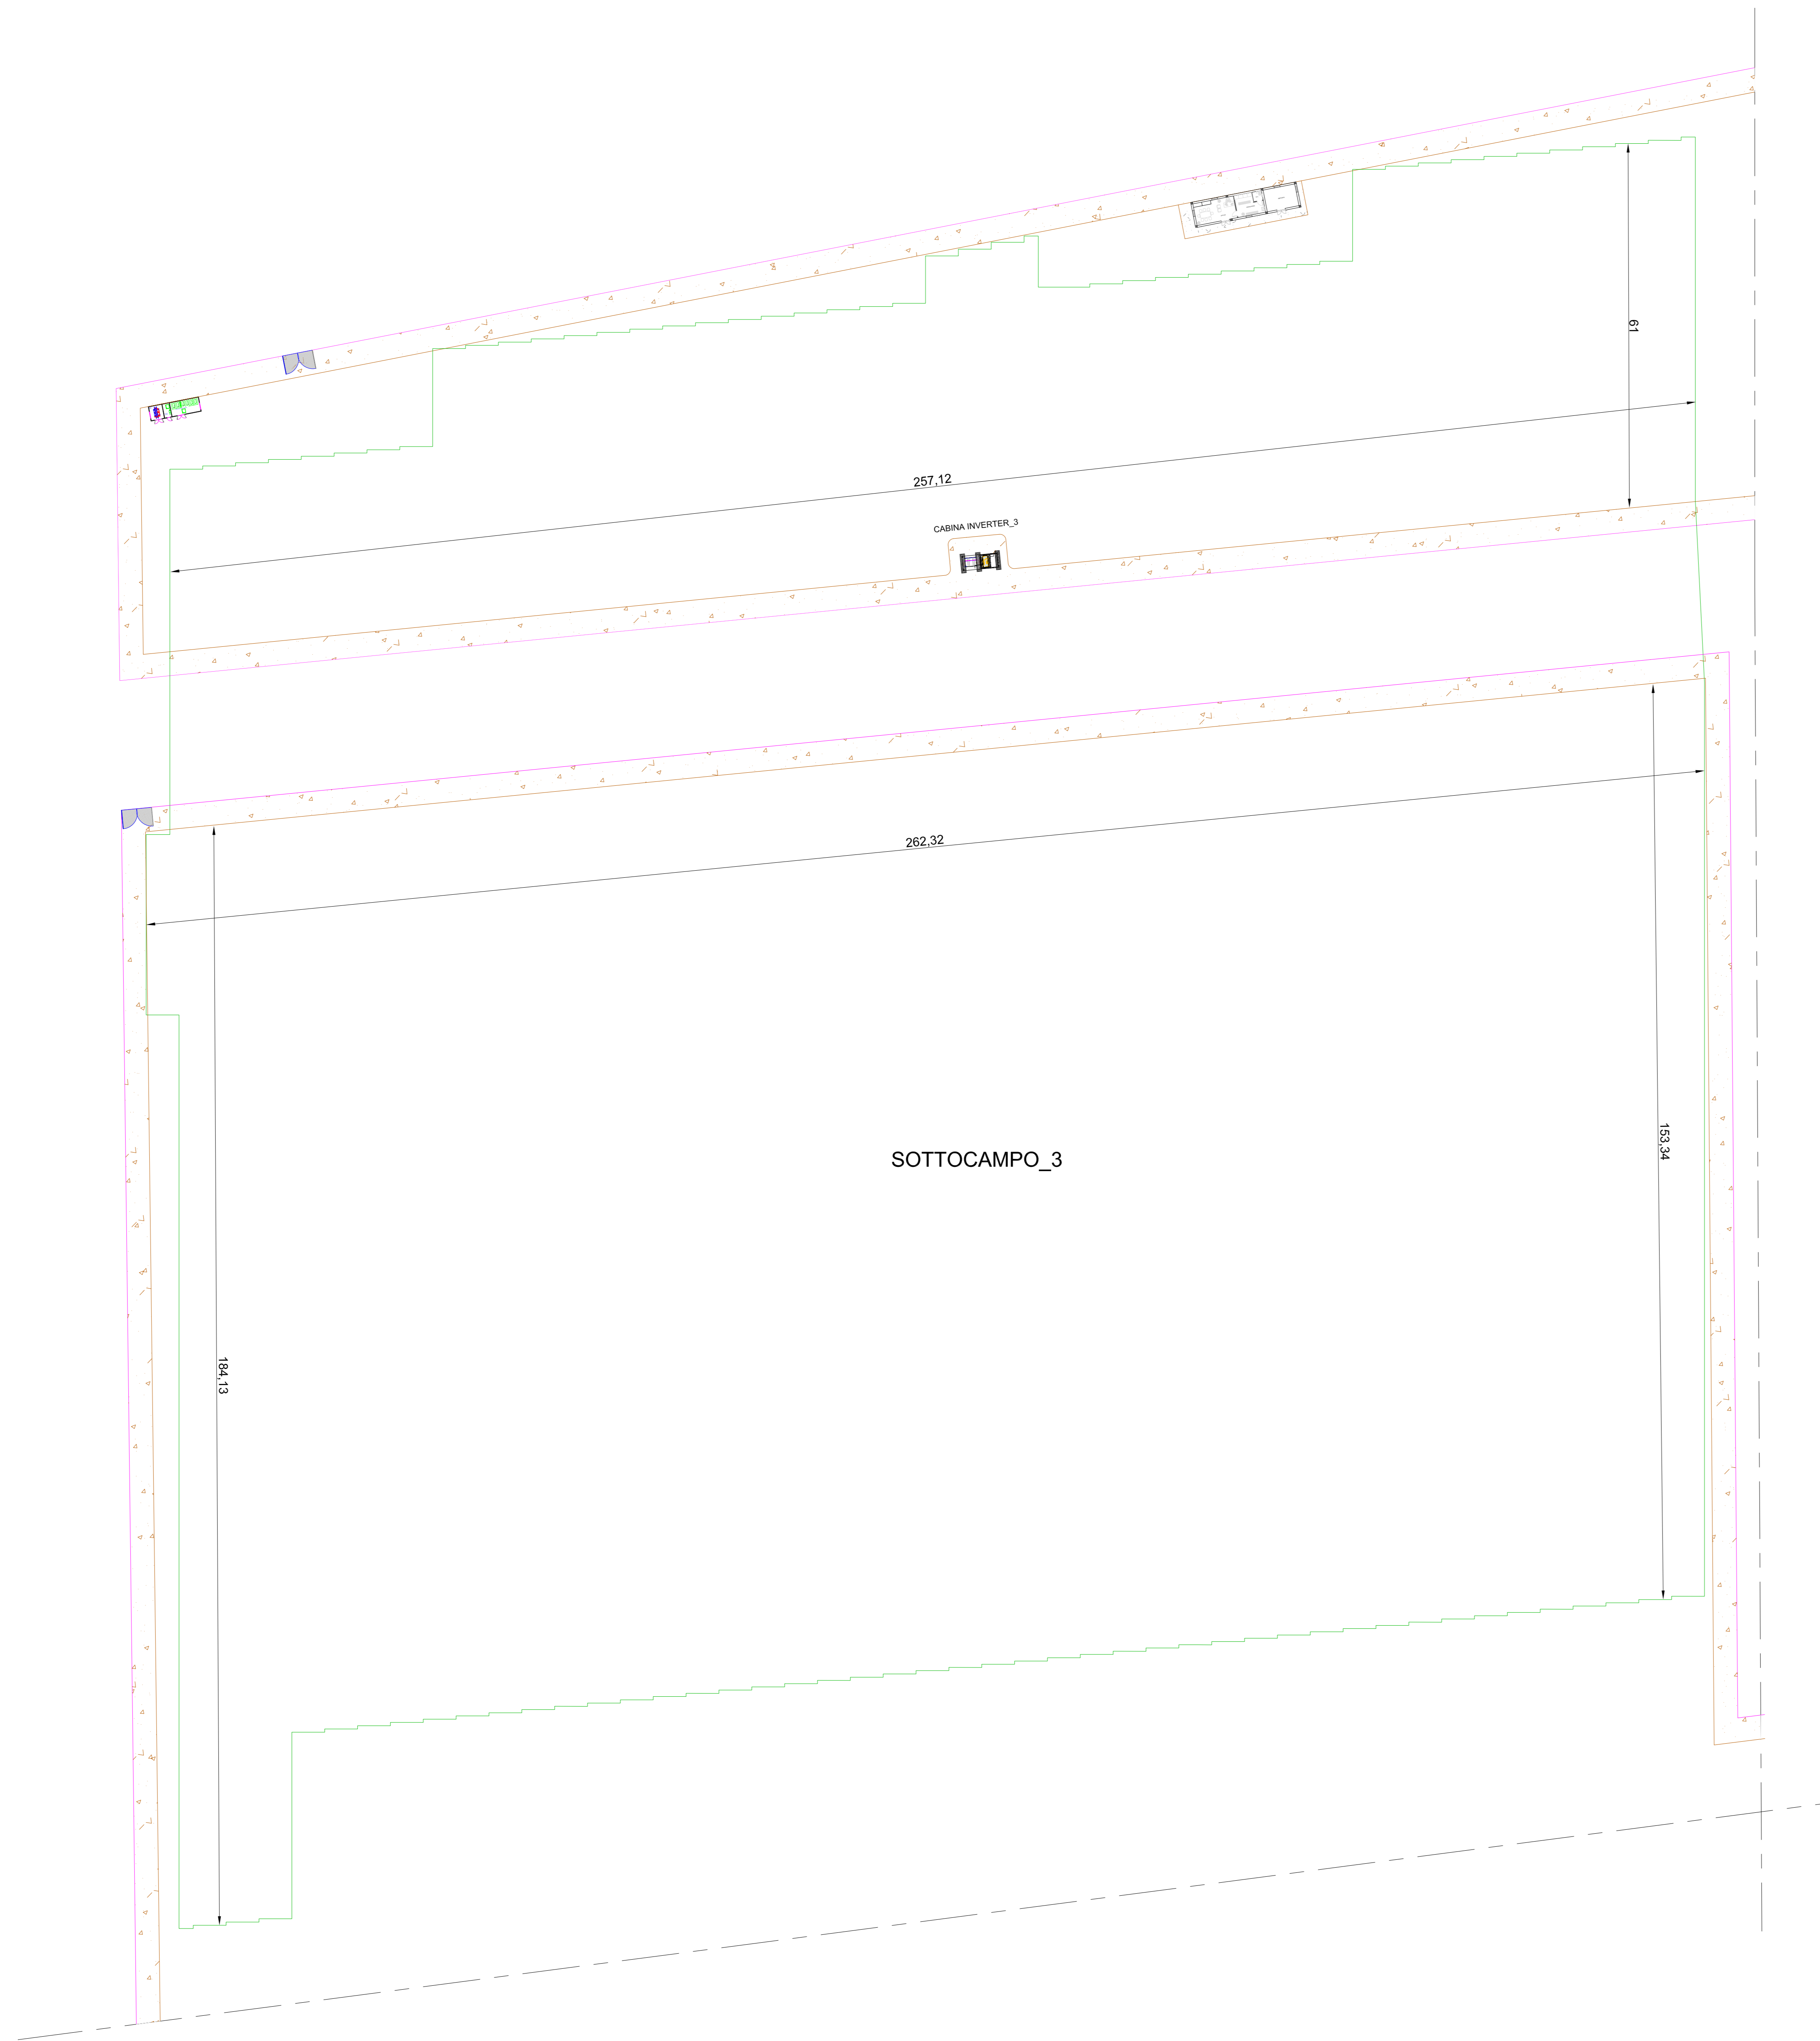 61
257,12
CABINA INVERTER_3
262,32
153,34
SOTTOCAMPO_3
184,13